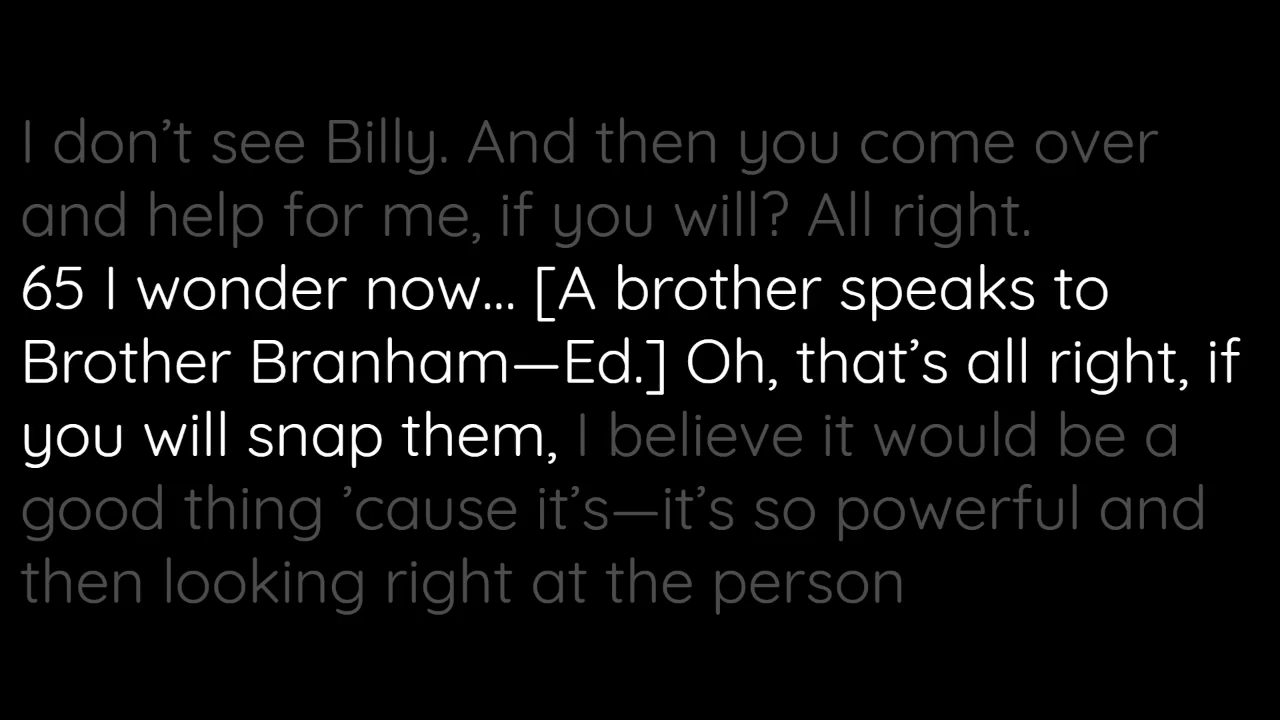 I don’t see Billy. And then you come over
and help for me, if you will? All right.
65 I wonder now... [A brother speaks to
Brother Branham—Ed.] Oh, that’s all right, if
you will snap them, I believe it would be a
good thing ’cause it’s—it’s so powerful and
then looking right at the person